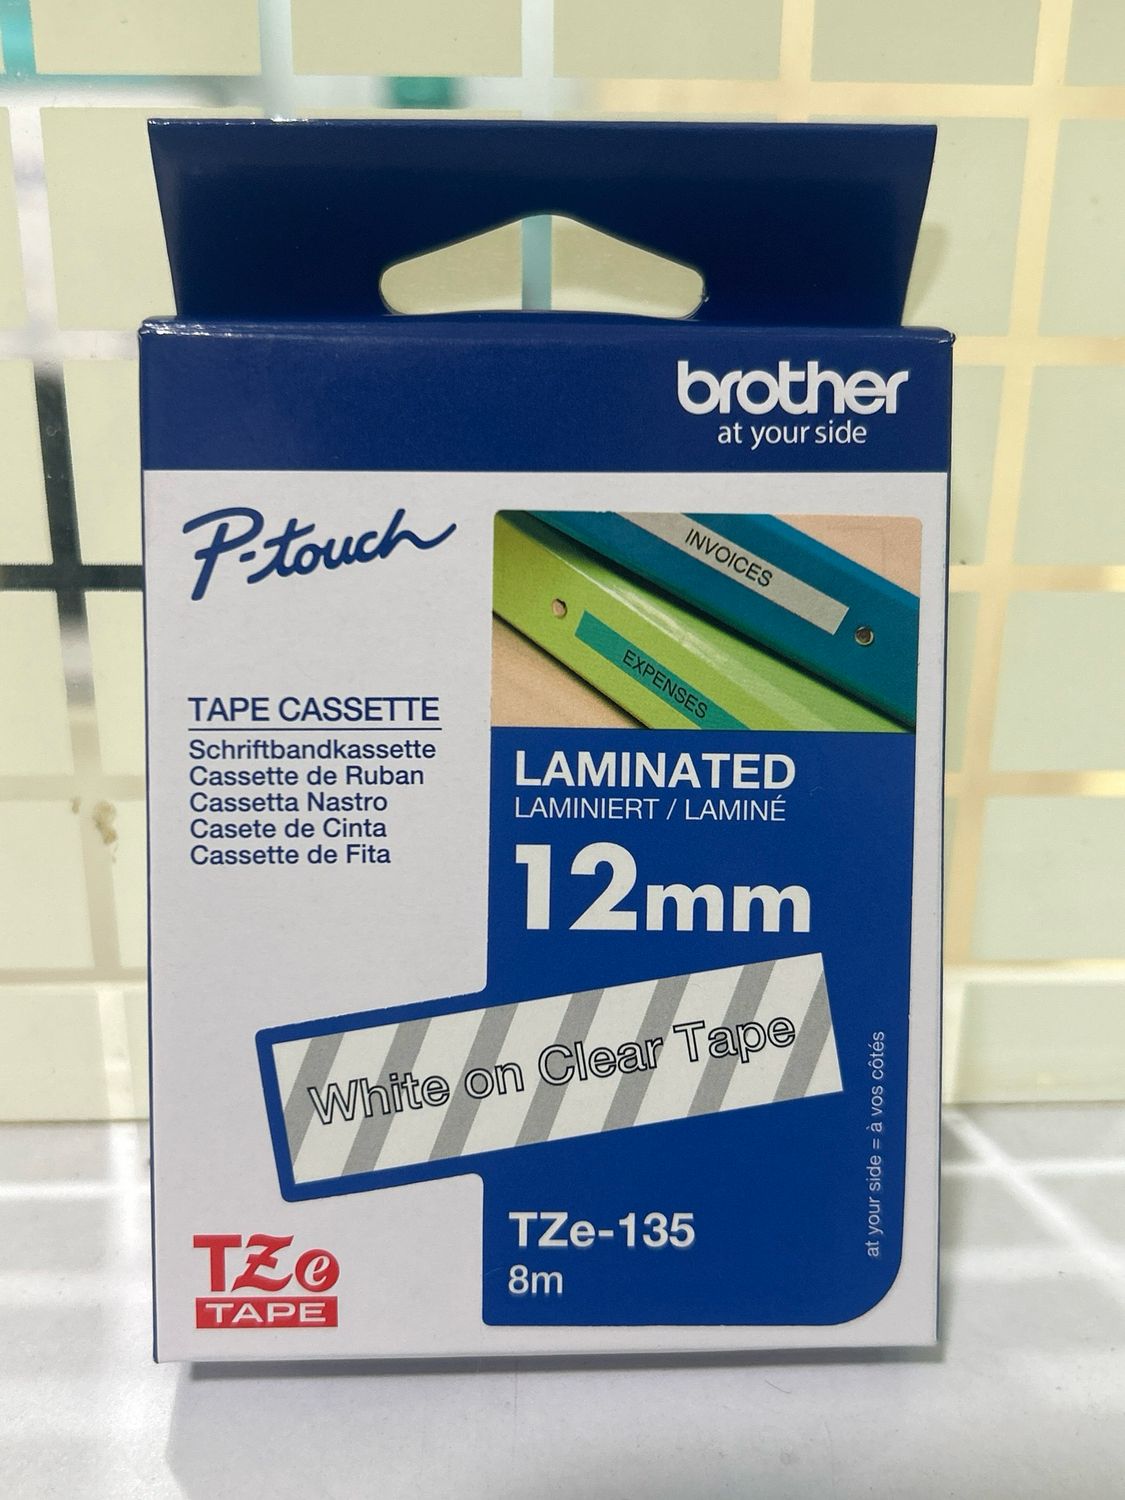 brother
at your side
P-touch
INVOICES
EXPENSES
TAPE CASSETTE
Schriftbandkassette
Cassette de Ruban
Cassetta Nastro
Casete de Cinta
Cassette de Fita
LAMINATED
LAMINIERT / LAMINÉ
12mm
White on Clear Tape
at your side = à vos côtés
TZe-135
8m
TZe
TAPE